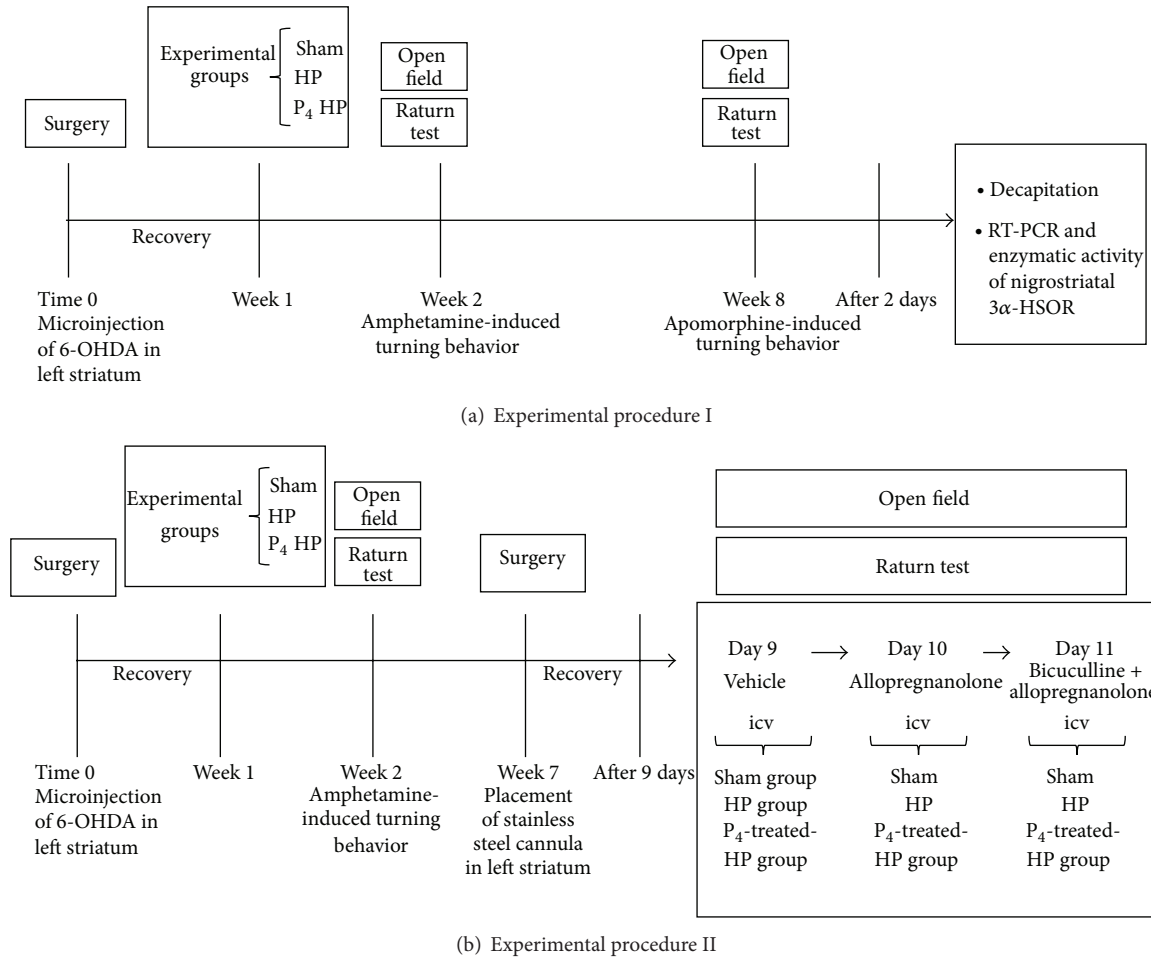 Experimental
groups
Sham
HP
P₄ HP
Open
field
Raturn
test
Open
field
Raturn
test
Surgery
Recovery
Time 0
Microinjection
of 6-OHDA in
left striatum
Week 1
Week 2
Amphetamine-induced
turning behavior
Week 8
Apomorphine-induced
turning behavior
After 2 days
• Decapitation
• RT-PCR and
enzymatic activity
of nigrostriatal
3α-HSOR
(a) Experimental procedure I
Experimental
groups
Sham
HP
P₄ HP
Open
field
Raturn
test
Surgery
Surgery
Open field
Raturn test
Recovery
Recovery
Time 0
Microinjection
of 6-OHDA in
left striatum
Week 1
Week 2
Amphetamine-
induced turning
behavior
Week 7
Placement
of stainless
steel cannula
in left striatum
After 9 days
Day 9
Vehicle
icv
Sham group
HP group
P₄-treated-
HP group
Day 10
Allopregnanolone
icv
Sham
HP
P₄-treated-
HP group
Day 11
Bicuculline +
allopregnanolone
icv
Sham
HP
P₄-treated-
HP group
(b) Experimental procedure II